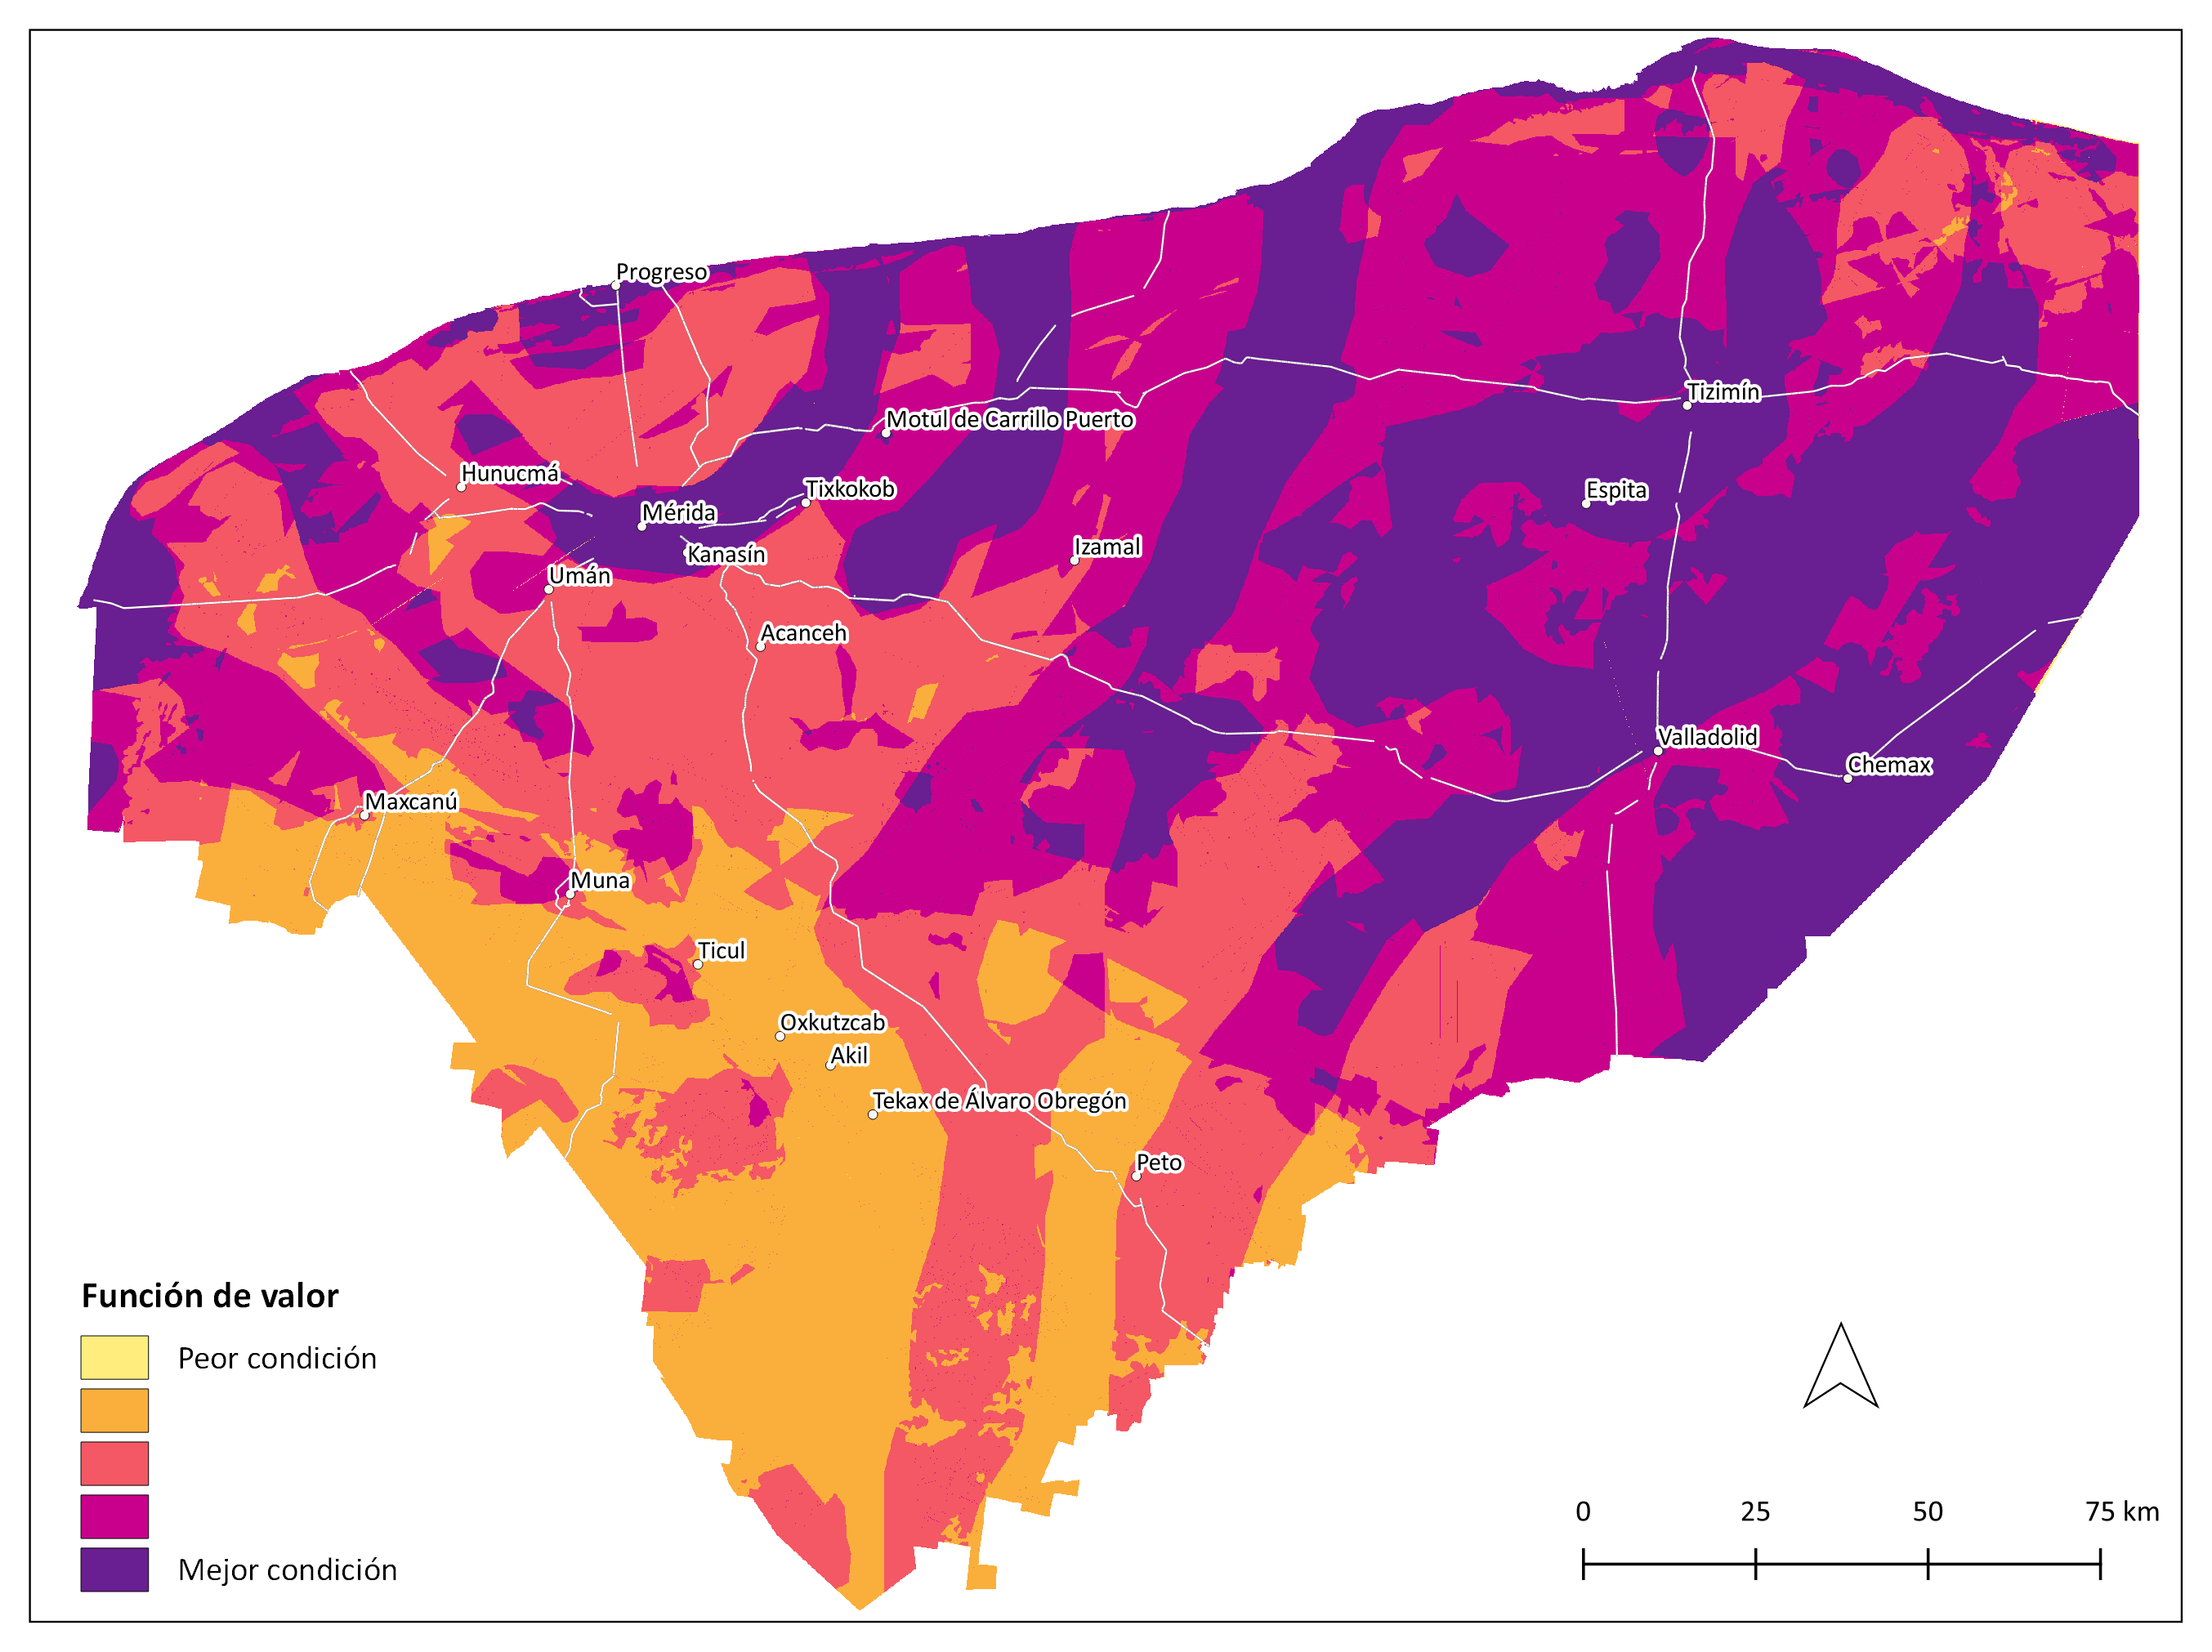 Progreso
Tizimín
Motul de Carrillo Puerto
Hunucmá
Tixkokob
Espita
Mérida
Izamal
Kanasín
Umán
Acanceh
Valladolid
Chemax
Maxcanú
Muna
Ticul
Oxkutzcab
Akil
Tekax de Álvaro Obregón
Peto
Función de valor
Peor condición
Mejor condición
0 25 50 75 km